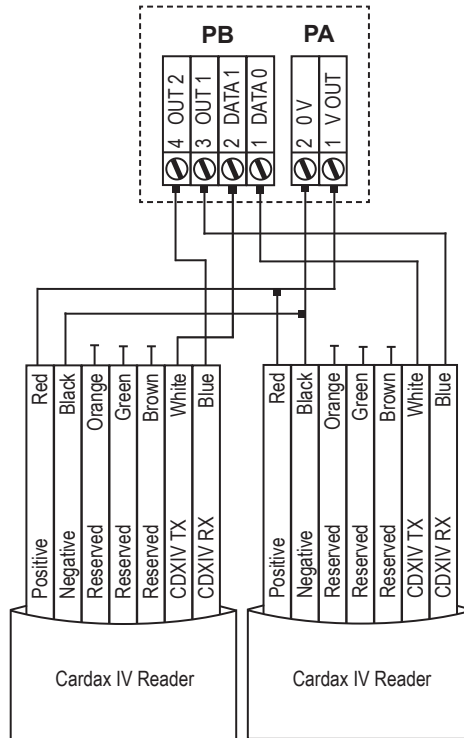 PB PA
4 OUT 2
3 OUT 1
2 DATA 1
1 DATA 0
2 0 V
1 V OUT
Red
Black
Orange
Green
Brown
White
Blue
Red
Black
Orange
Green
Brown
White
Blue
Positive
Negative
Reserved
Reserved
Reserved
CDXIV TX
CDXIV RX
Positive
Negative
Reserved
Reserved
Reserved
CDXIV TX
CDXIV RX
Cardax IV Reader
Cardax IV Reader